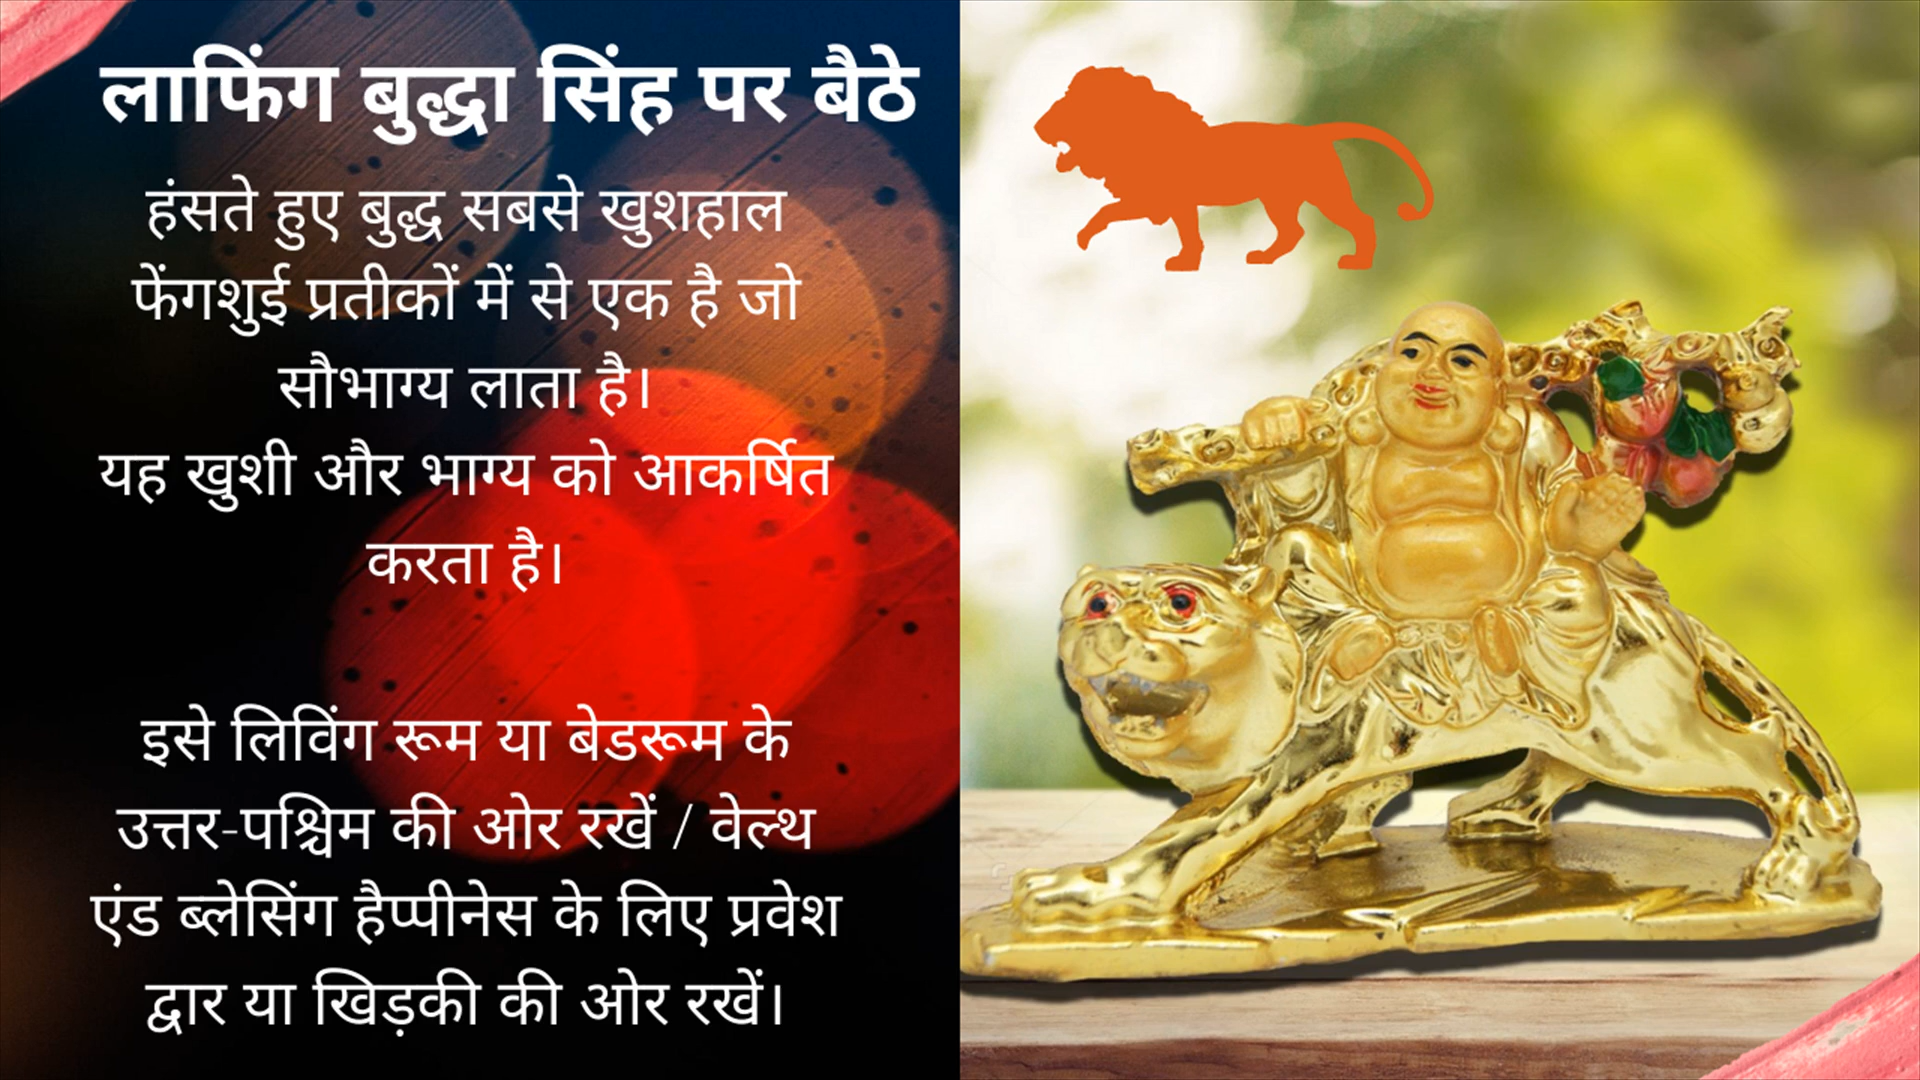 लाफिंग बुद्धा सिंह पर बैठे
हंसते हुए बुद्ध सबसे खुशहाल
फेंगशुई प्रतीकों में से एक है जो
सौभाग्य लाता है।
यह खुशी और भाग्य को आकर्षित
करता है।
इसे लिविंग रूम या बेडरूम के
उत्तर-पश्चिम की ओर रखें / वेल्थ
एंड ब्लेसिंग हैप्पीनेस के लिए प्रवेश
द्वार या खिड़की की ओर रखें।